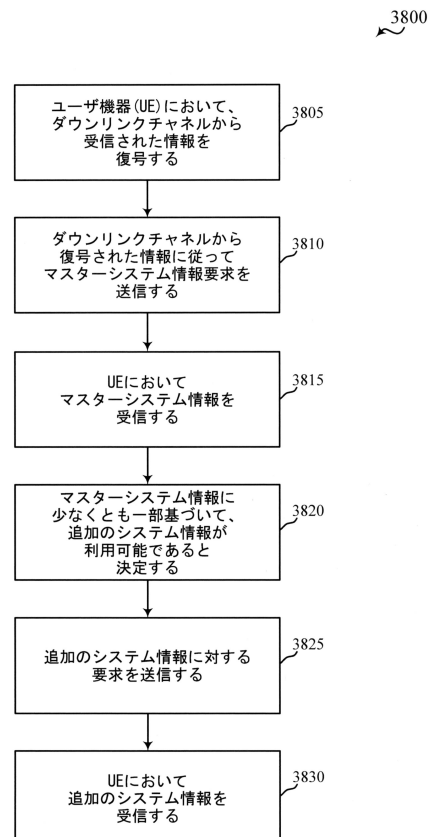 3800
ユーザ機器(UE)において、
ダウンリンクチャネルから
受信された情報を
復号する
3805
ダウンリンクチャネルから
復号された情報に従って
マスターシステム情報要求を
送信する
3810
UEにおいて
マスターシステム情報を
受信する
3815
マスターシステム情報に
少なくとも一部基づいて、
追加のシステム情報が
利用可能であると
決定する
3820
追加のシステム情報に対する
要求を送信する
3825
UEにおいて
追加のシステム情報を
受信する
3830